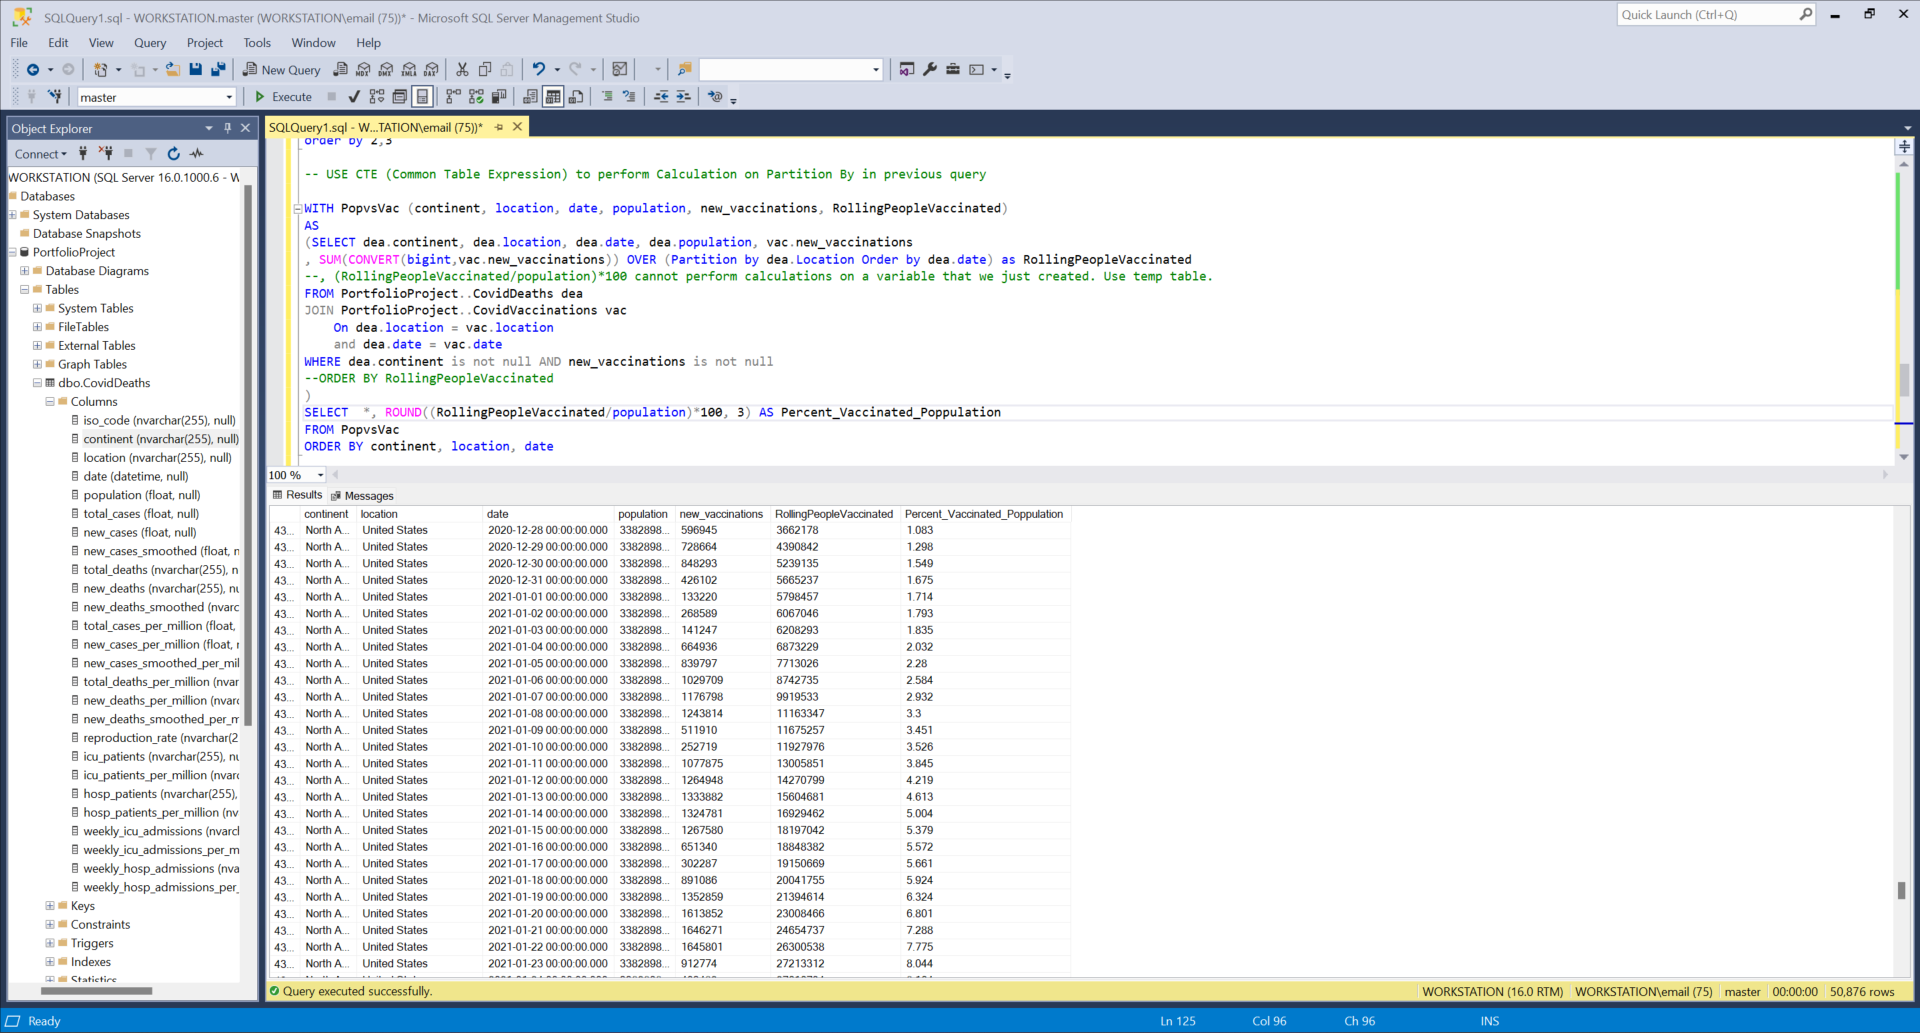 SQLQuery1.sql - WORKSTATION.master (WORKSTATION\email (75))* - Microsoft SQL Server Management Studio
Quick Launch (Ctrl+Q)
File Edit View Query Project Tools Window Help
New Query
MDX DMX XMLA DAX
master
Execute
Object Explorer
Connect
WORKSTATION (SQL Server 16.0.1000.6 - W
Databases
System Databases
Database Snapshots
PortfolioProject
Database Diagrams
Tables
System Tables
FileTables
External Tables
Graph Tables
dbo.CovidDeaths
Columns
iso_code (nvarchar(255), null)
continent (nvarchar(255), null)
location (nvarchar(255), null)
date (datetime, null)
population (float, null)
total_cases (float, null)
new_cases (float, null)
new_cases_smoothed (float, n
total_deaths (nvarchar(255), n
new_deaths (nvarchar(255), nu
new_deaths_smoothed (nvarc
total_cases_per_million (float,
new_cases_per_million (float, r
new_cases_smoothed_per_mil
total_deaths_per_million (nvar
new_deaths_per_million (nvarc
new_deaths_smoothed_per_m
reproduction_rate (nvarchar(2
icu_patients (nvarchar(255), nu
icu_patients_per_million (nvarc
hosp_patients (nvarchar(255),
hosp_patients_per_million (nv
weekly_icu_admissions (nvarcl
weekly_icu_admissions_per_m
weekly_hosp_admissions (nva
weekly_hosp_admissions_per_
Keys
Constraints
Triggers
Indexes
Statistics
SQLQuery1.sql - W...TATION\email (75))*
order by 2,3
-- USE CTE (Common Table Expression) to perform Calculation on Partition By in previous query
WITH PopvsVac (continent, location, date, population, new_vaccinations, RollingPeopleVaccinated)
AS
(SELECT dea.continent, dea.location, dea.date, dea.population, vac.new_vaccinations
, SUM(CONVERT(bigint,vac.new_vaccinations)) OVER (Partition by dea.Location Order by dea.date) as RollingPeopleVaccinated
--, (RollingPeopleVaccinated/population)*100 cannot perform calculations on a variable that we just created. Use temp table.
FROM PortfolioProject..CovidDeaths dea
JOIN PortfolioProject..CovidVaccinations vac
On dea.location = vac.location
and dea.date = vac.date
WHERE dea.continent is not null AND new_vaccinations is not null
--ORDER BY RollingPeopleVaccinated
)
SELECT *, ROUND((RollingPeopleVaccinated/population)*100, 3) AS Percent_Vaccinated_Poppulation
FROM PopvsVac
ORDER BY continent, location, date
100 %
Results Messages
continent location date population new_vaccinations RollingPeopleVaccinated Percent_Vaccinated_Poppulation
43... North A... United States 2020-12-28 00:00:00.000 3382898... 596945 3662178 1.083
43... North A... United States 2020-12-29 00:00:00.000 3382898... 728664 4390842 1.298
43... North A... United States 2020-12-30 00:00:00.000 3382898... 848293 5239135 1.549
43... North A... United States 2020-12-31 00:00:00.000 3382898... 426102 5665237 1.675
43... North A... United States 2021-01-01 00:00:00.000 3382898... 133220 5798457 1.714
43... North A... United States 2021-01-02 00:00:00.000 3382898... 268589 6067046 1.793
43... North A... United States 2021-01-03 00:00:00.000 3382898... 141247 6208293 1.835
43... North A... United States 2021-01-04 00:00:00.000 3382898... 664936 6873229 2.032
43... North A... United States 2021-01-05 00:00:00.000 3382898... 839797 7713026 2.28
43... North A... United States 2021-01-06 00:00:00.000 3382898... 1029709 8742735 2.584
43... North A... United States 2021-01-07 00:00:00.000 3382898... 1176798 9919533 2.932
43... North A... United States 2021-01-08 00:00:00.000 3382898... 1243814 11163347 3.3
43... North A... United States 2021-01-09 00:00:00.000 3382898... 511910 11675257 3.451
43... North A... United States 2021-01-10 00:00:00.000 3382898... 252719 11927976 3.526
43... North A... United States 2021-01-11 00:00:00.000 3382898... 1077875 13005851 3.845
43... North A... United States 2021-01-12 00:00:00.000 3382898... 1264948 14270799 4.219
43... North A... United States 2021-01-13 00:00:00.000 3382898... 1333882 15604681 4.613
43... North A... United States 2021-01-14 00:00:00.000 3382898... 1324781 16929462 5.004
43... North A... United States 2021-01-15 00:00:00.000 3382898... 1267580 18197042 5.379
43... North A... United States 2021-01-16 00:00:00.000 3382898... 651340 18848382 5.572
43... North A... United States 2021-01-17 00:00:00.000 3382898... 302287 19150669 5.661
43... North A... United States 2021-01-18 00:00:00.000 3382898... 891086 20041755 5.924
43... North A... United States 2021-01-19 00:00:00.000 3382898... 1352859 21394614 6.324
43... North A... United States 2021-01-20 00:00:00.000 3382898... 1613852 23008466 6.801
43... North A... United States 2021-01-21 00:00:00.000 3382898... 1646271 24654737 7.288
43... North A... United States 2021-01-22 00:00:00.000 3382898... 1645801 26300538 7.775
43... North A... United States 2021-01-23 00:00:00.000 3382898... 912774 27213312 8.044
Query executed successfully.
WORKSTATION (16.0 RTM) WORKSTATION\email (75) master 00:00:00 50,876 rows
Ready Ln 125 Col 96 Ch 96 INS